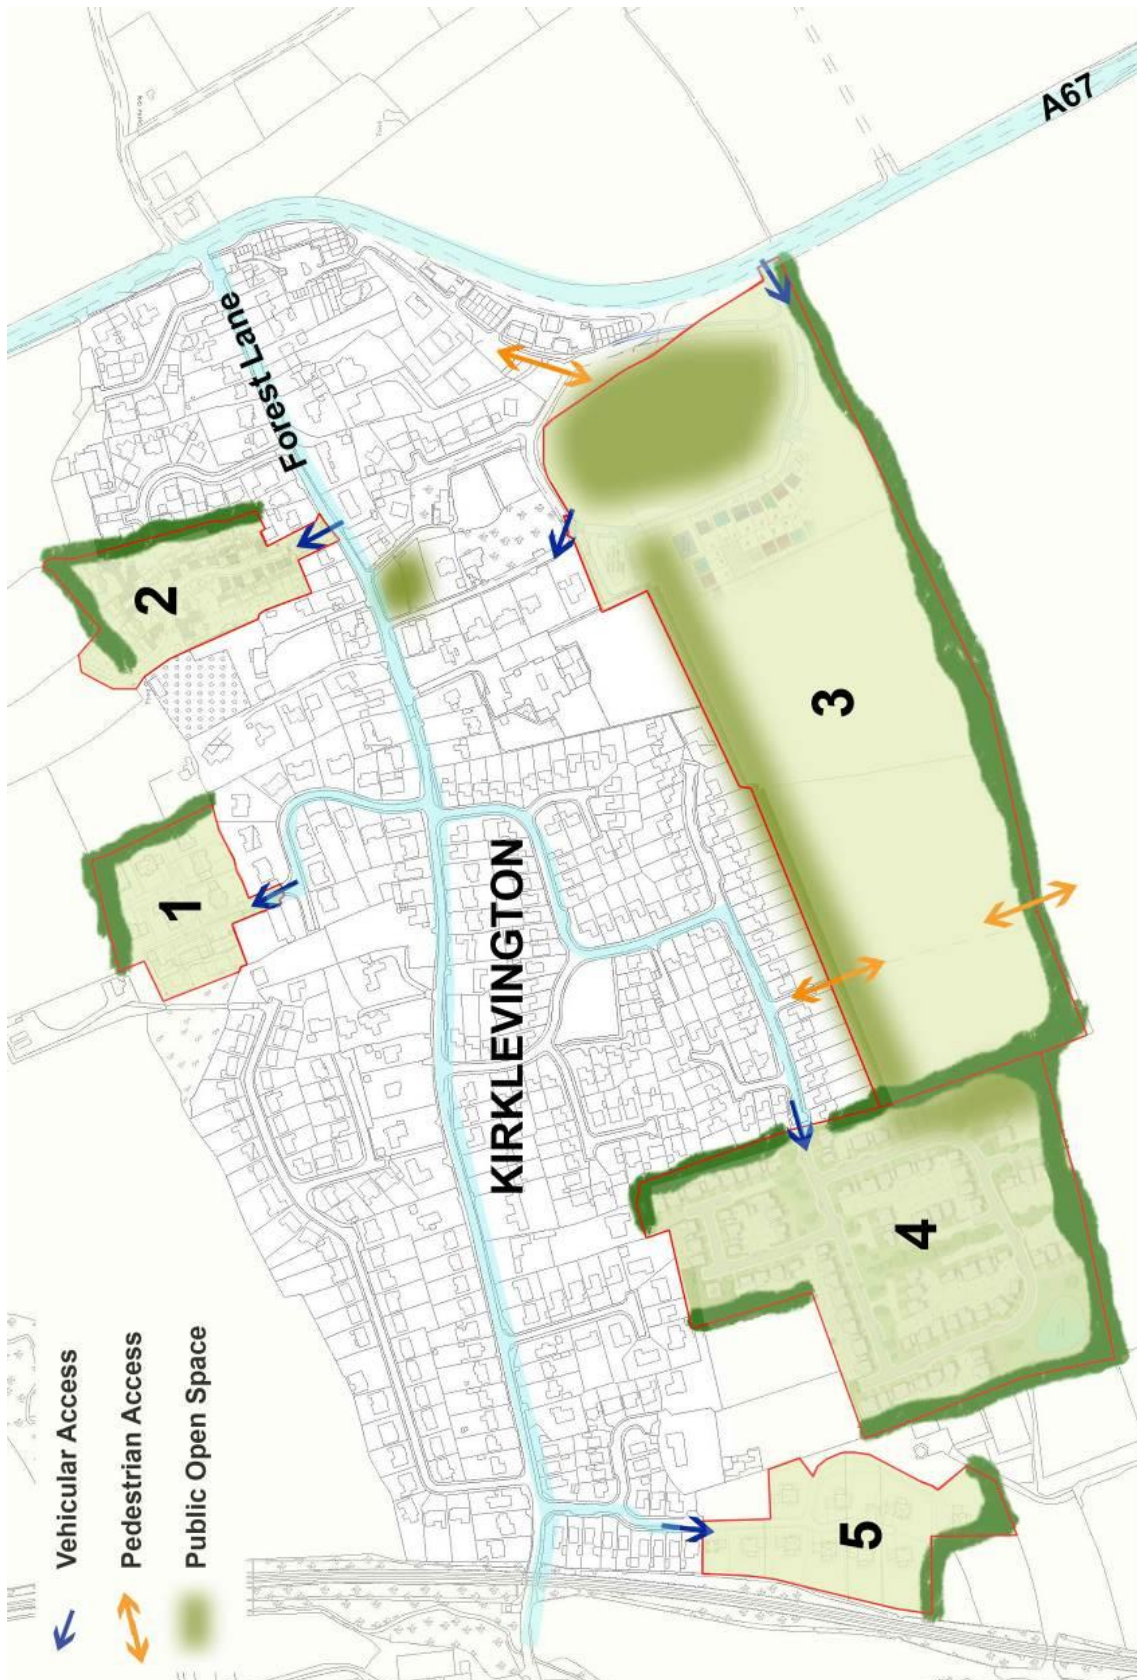 Vehicular Access
Pedestrian Access
Public Open Space
KIRKLEVINGTON
Forest Lane
A67
1
2
3
4
5